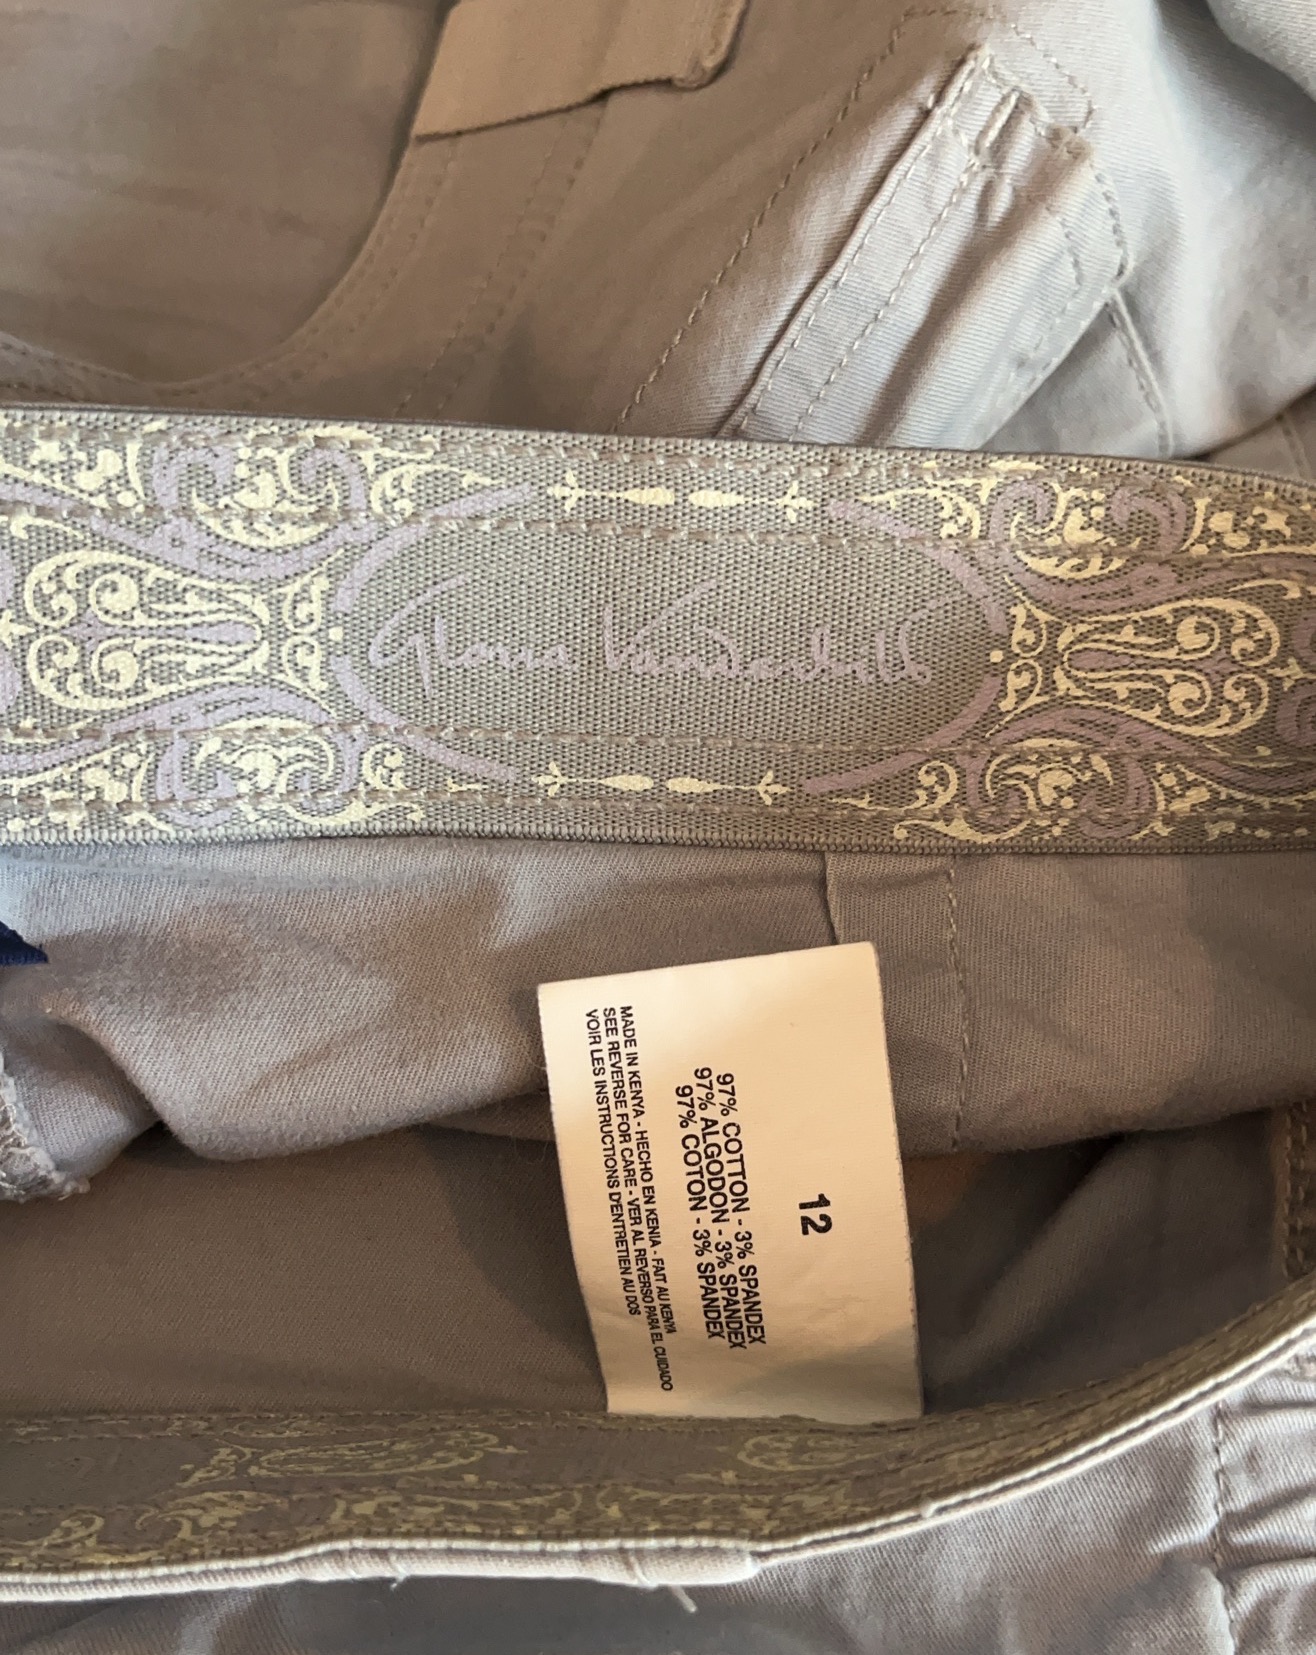 Gloria Vanderbilt
12
97% COTTON - 3% SPANDEX
97% ALGODON - 3% SPANDEX
97% COTON - 3% SPANDEX
MADE IN KENYA - HECHO EN KENIA - FAIT AU KENYA
SEE REVERSE FOR CARE - VER AL REVERSO PARA EL CUIDADO
VOIR LES INSTRUCTIONS D'ENTRETIEN AU DOS